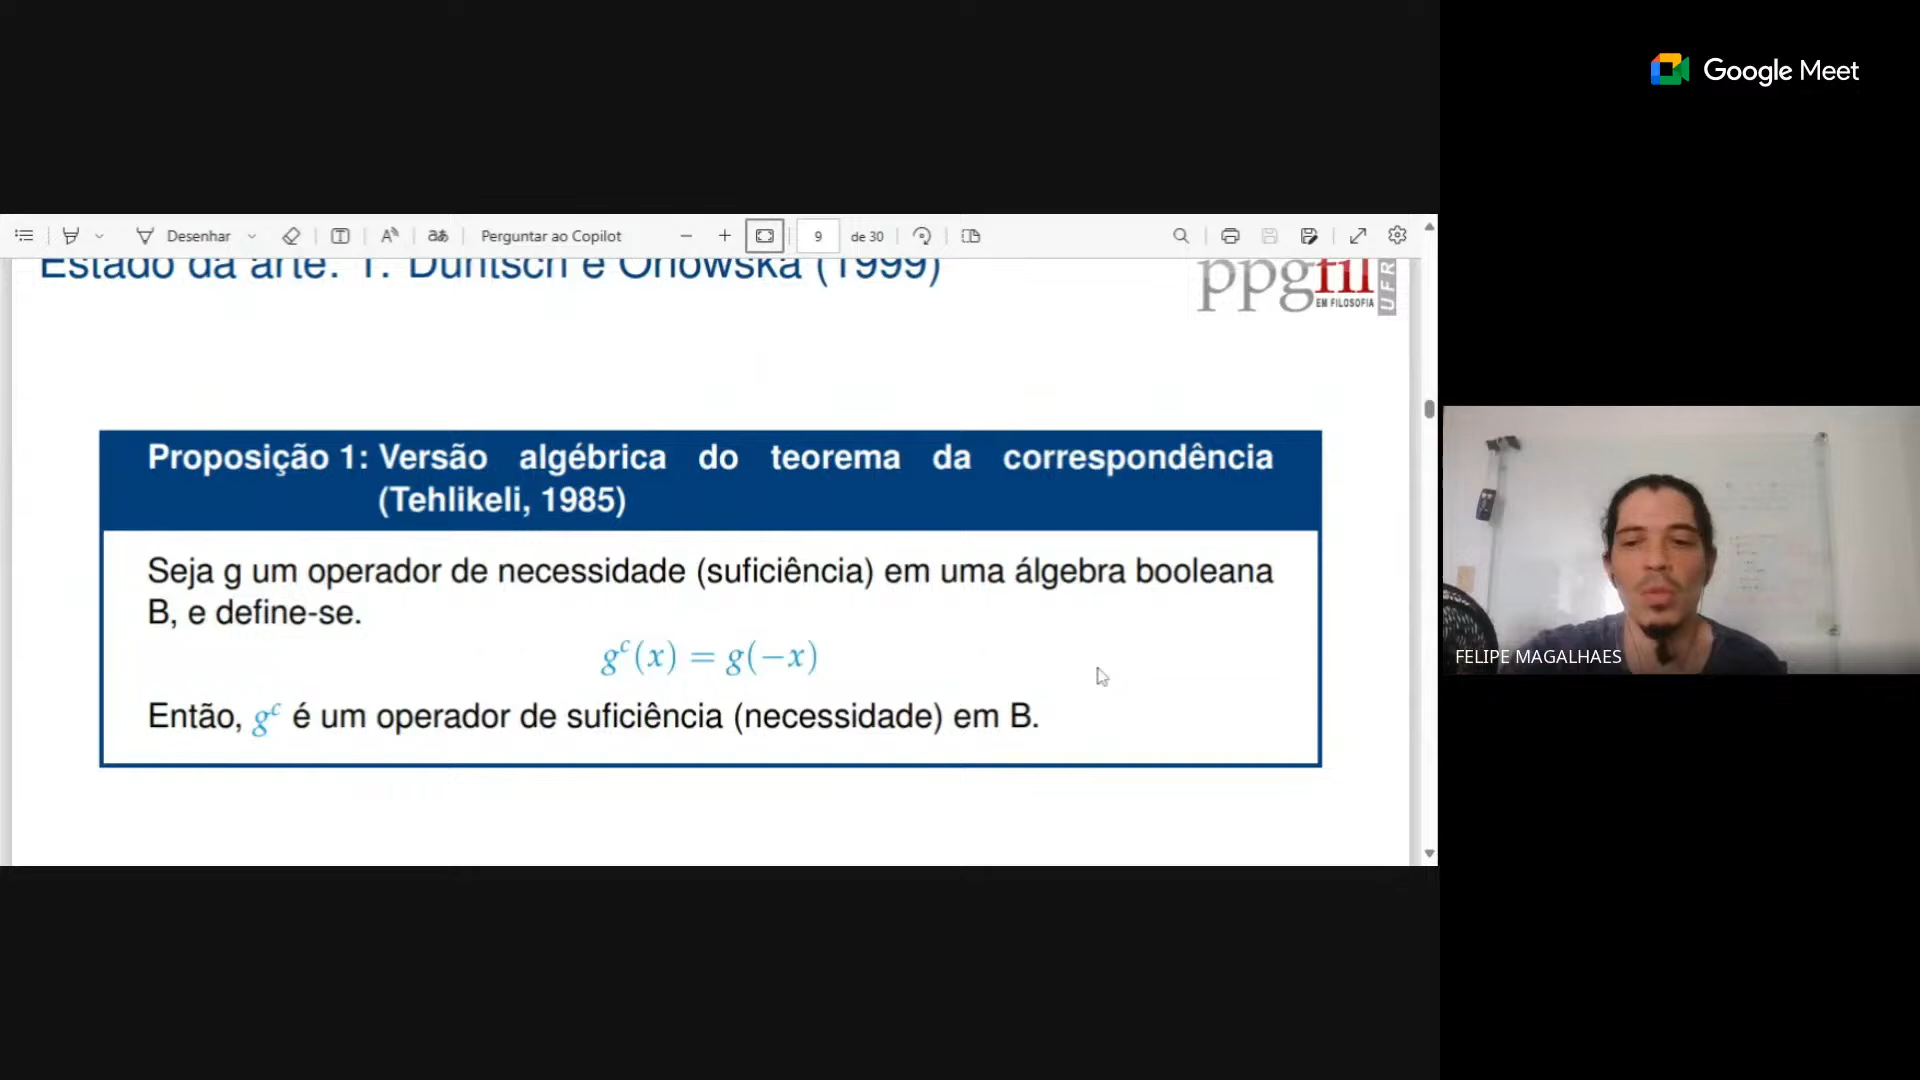 Google Meet
Desenhar
Perguntar ao Copilot
9
de 30
Estado da arte: 1. Düntsch e Orłowska (1999)
ppgfil
EM FILOSOFIA
UFR
Proposição 1: Versão algébrica do teorema da correspondência
(Tehlikeli, 1985)
Seja g um operador de necessidade (suficiência) em uma álgebra booleana
B, e define-se.
gᶜ(x) = g(−x)
Então, gᶜ é um operador de suficiência (necessidade) em B.
FELIPE MAGALHAES